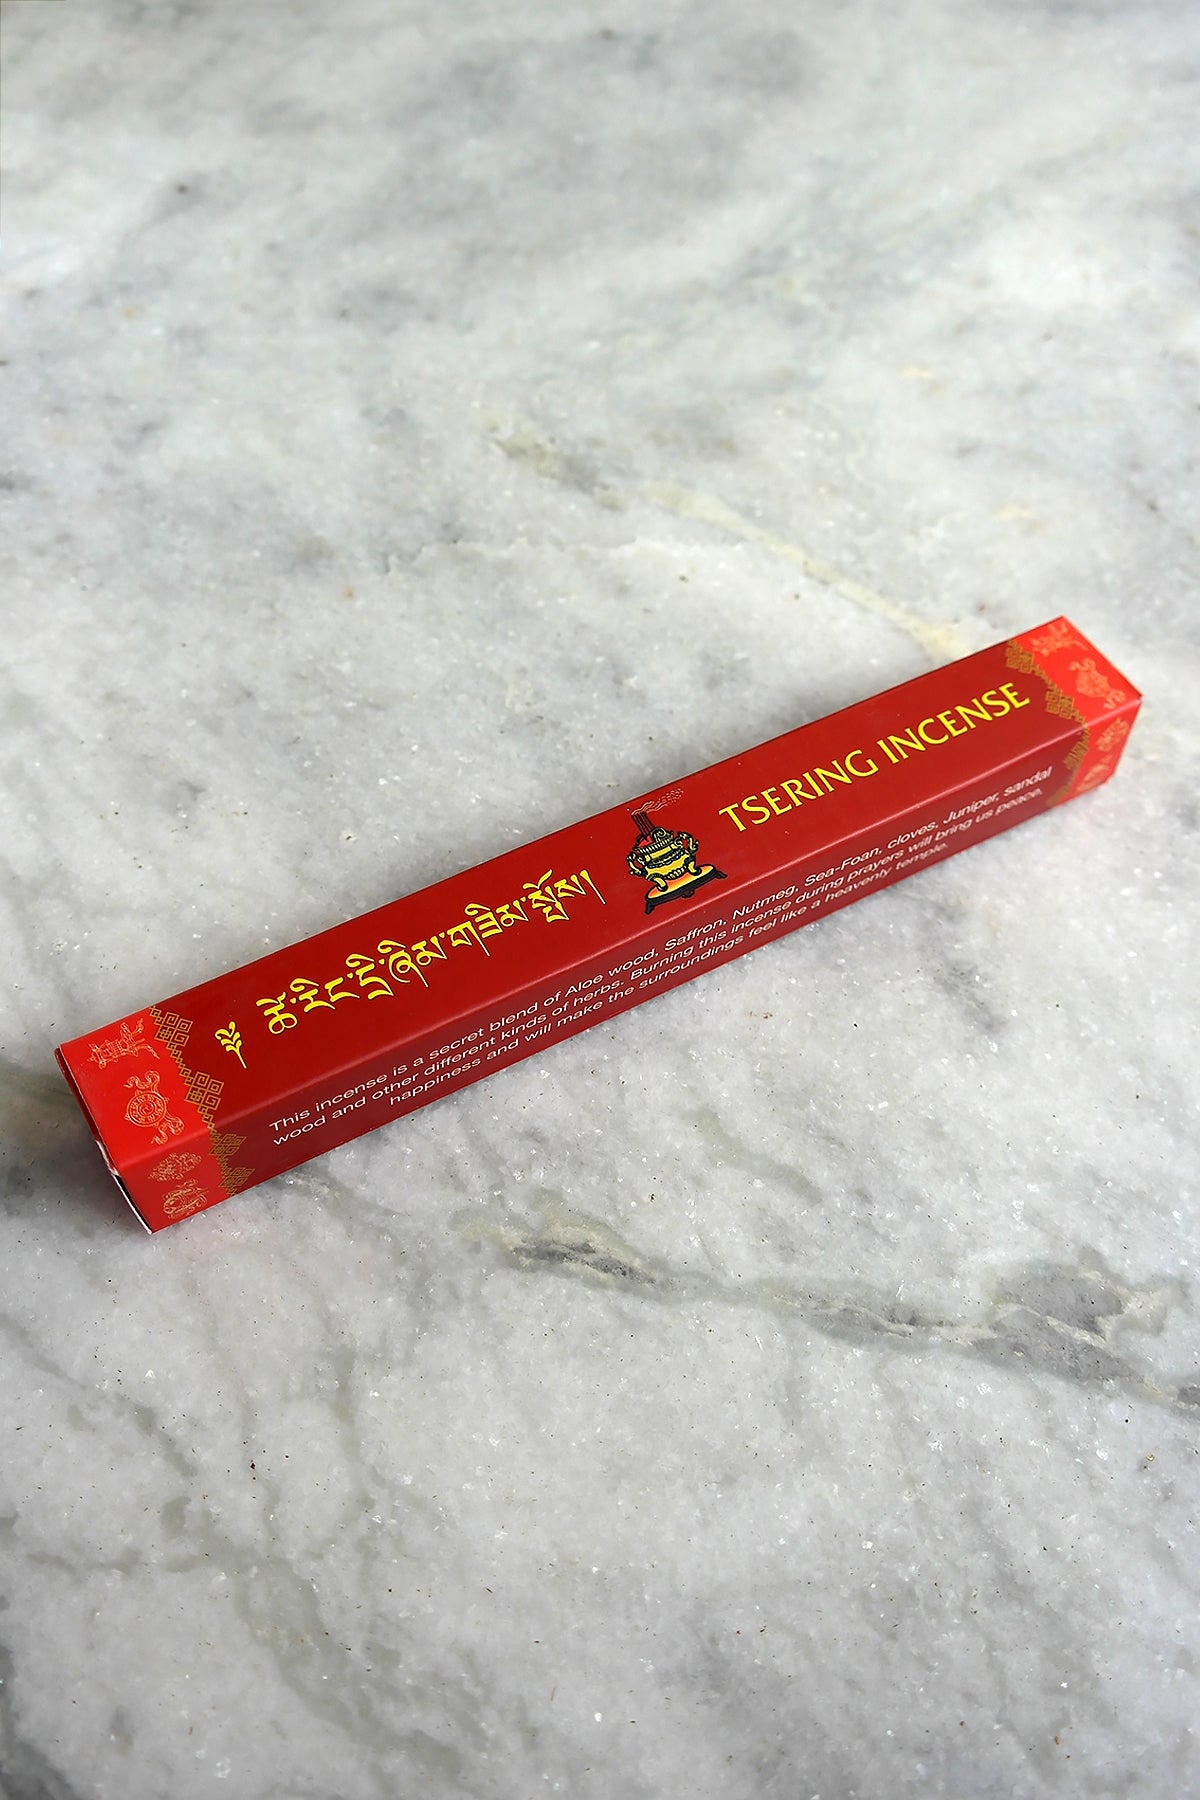 ༄ ཚེ་རིང་དྲི་ཞིམ་གཟིམ་སྤོས།
TSERING INCENSE
This incense is a secret blend of Aloe wood, Saffron, Nutmeg, Sea-Foan, cloves, Juniper, sandal
wood and other different kinds of herbs. Burning this incense during prayers will bring us peace,
happiness and will make the surroundings feel like a heavenly temple.